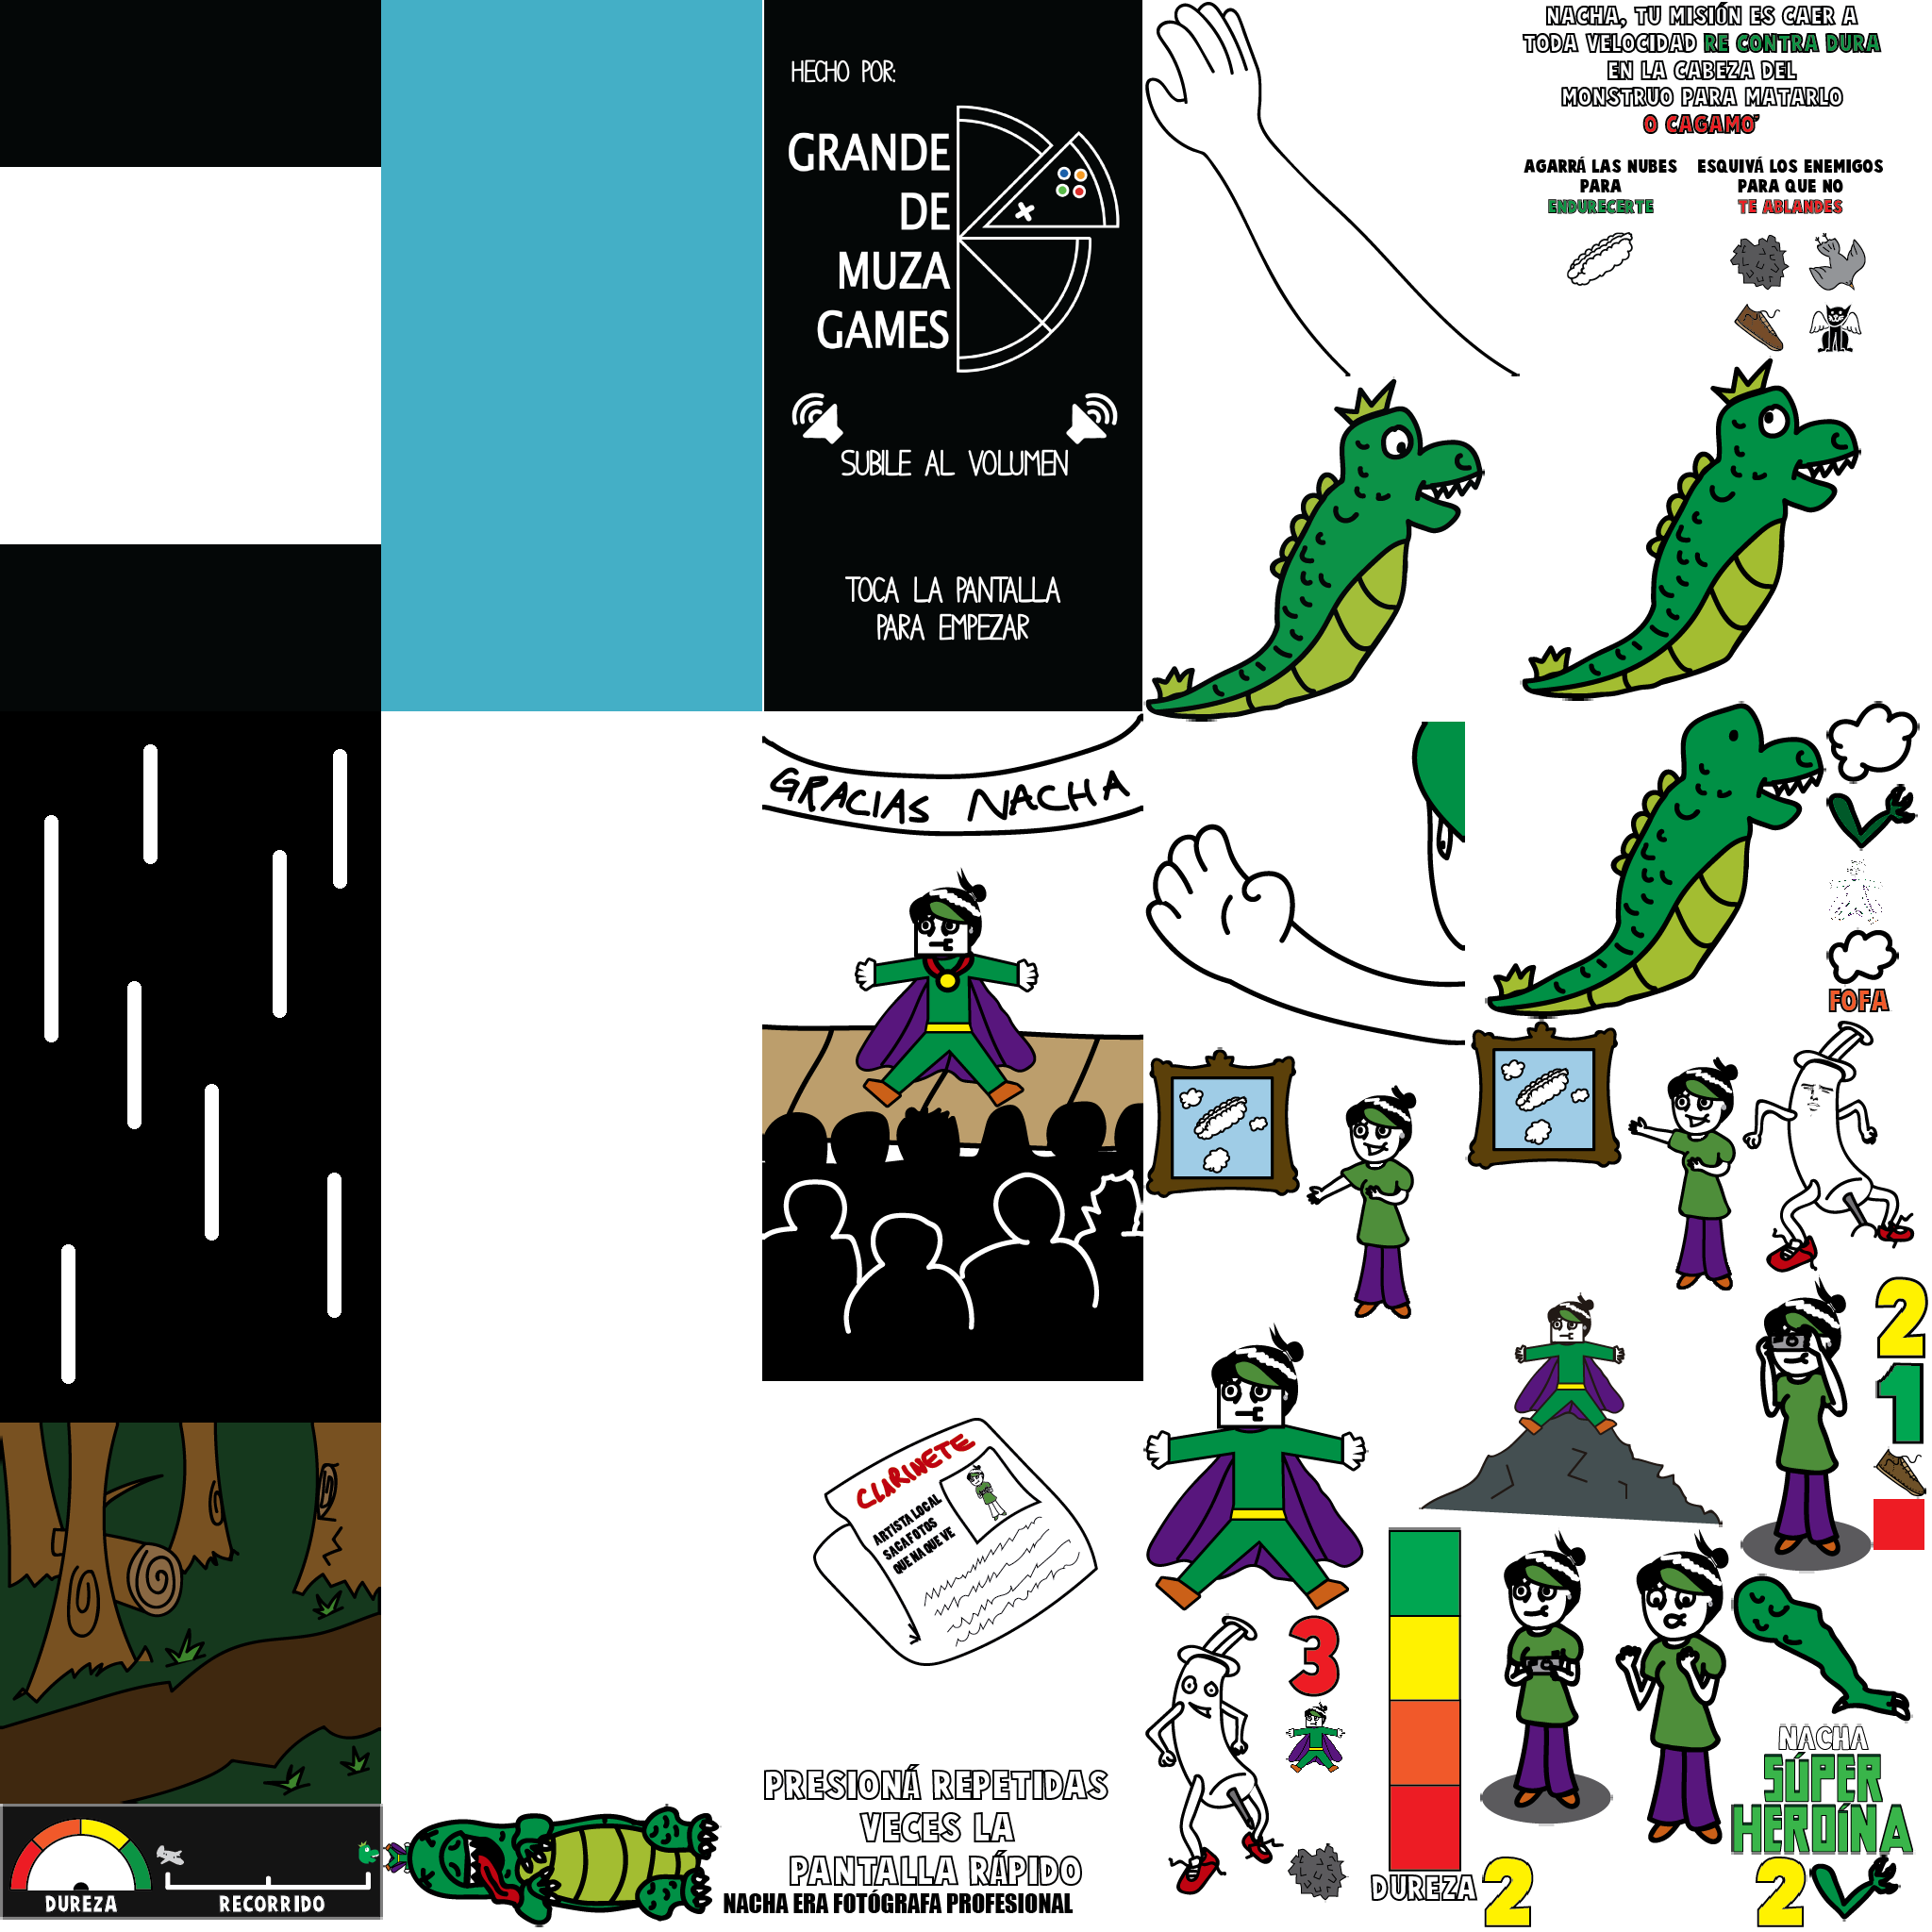 HECHO POR:
GRANDE
DE
MUZA
GAMES
SUBILE AL VOLUMEN
TOCA LA PANTALLA
PARA EMPEZAR
NACHA, TU MISIÓN ES CAER A
TODA VELOCIDAD RE CONTRA DURA
EN LA CABEZA DEL
MONSTRUO PARA MATARLO
O CAGAMO'
AGARRÁ LAS NUBES
PARA
ENDURECERTE
ESQUIVÁ LOS ENEMIGOS
PARA QUE NO
TE ABLANDES
GRACIAS NACHA
FOFA
2
1
CLARINETE
ARTISTA LOCAL
SACA FOTOS
QUE NA QUE VE
3
NACHA
SÚPER
HEROÍNA
PRESIONÁ REPETIDAS
VECES LA
PANTALLA RÁPIDO
NACHA ERA FOTÓGRAFA PROFESIONAL
DUREZA
2
2
DUREZA
RECORRIDO